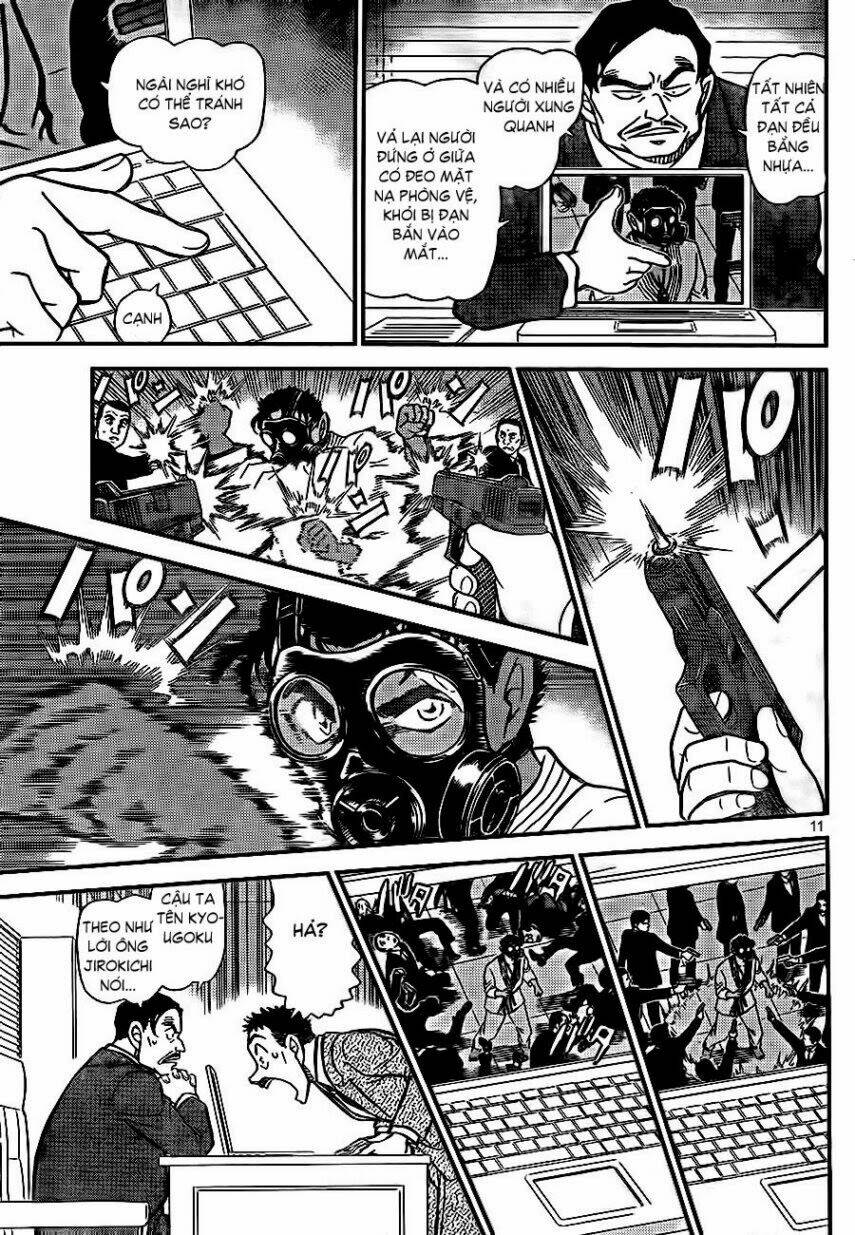 TẤT NHIÊN
TẤT CẢ
ĐẠN ĐỀU
BẰNG
NHỰA...
VÀ CÓ NHIỀU
NGƯỜI XUNG
QUANH
VẢ LẠI NGƯỜI
ĐỨNG Ở GIỮA
CÓ ĐEO MẶT
NẠ PHÒNG VỆ,
KHỎI BỊ ĐẠN
BẮN VÀO
MẮT...
NGÀI NGHĨ KHÓ
CÓ THỂ TRÁNH
SAO?
CẠNH
11
HẢ?
CẬU TA
TÊN KYO-
UGOKU
THEO NHƯ
LỜI ÔNG
JIROKICHI
NÓI...